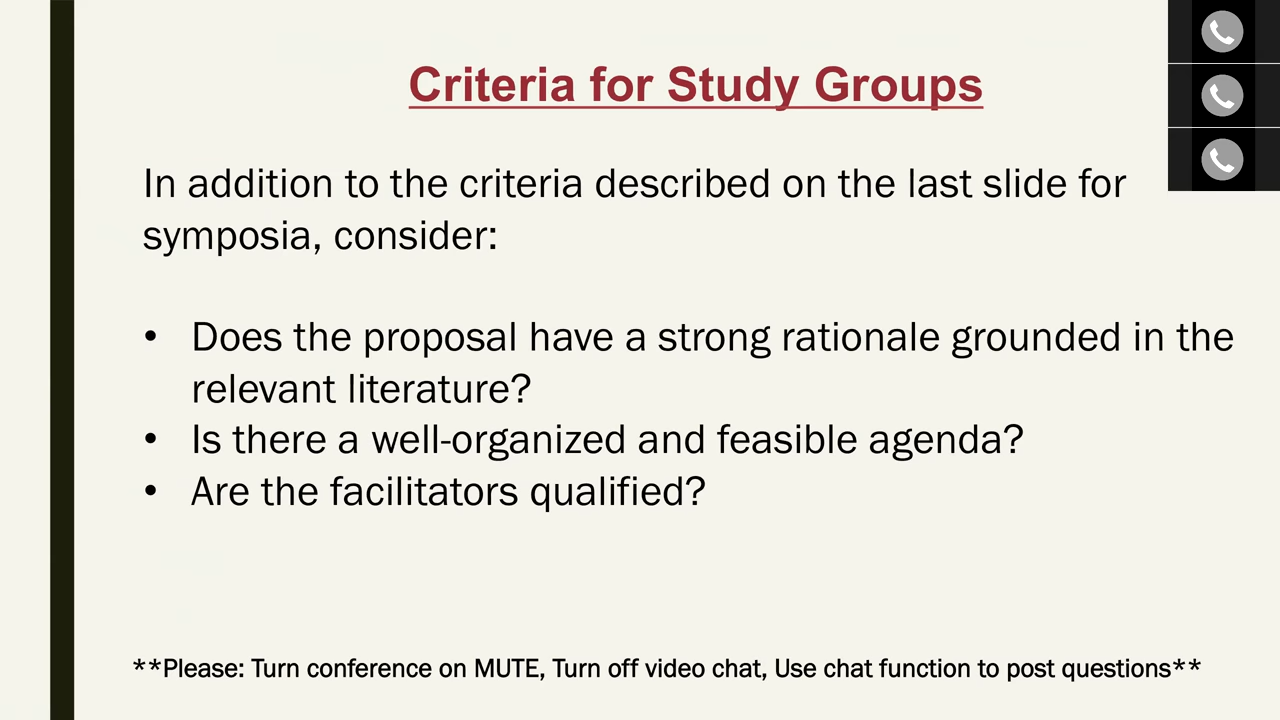 Criteria for Study Groups
In addition to the criteria described on the last slide for
symposia, consider:
• Does the proposal have a strong rationale grounded in the
relevant literature?
• Is there a well-organized and feasible agenda?
• Are the facilitators qualified?
**Please: Turn conference on MUTE, Turn off video chat, Use chat function to post questions**